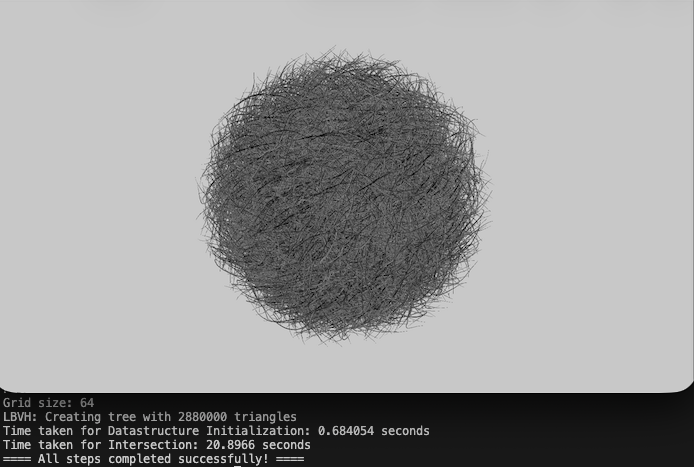 Grid size: 64
LBVH: Creating tree with 2880000 triangles
Time taken for Datastructure Initialization: 0.684054 seconds
Time taken for Intersection: 20.8966 seconds
==== All steps completed successfully! ====